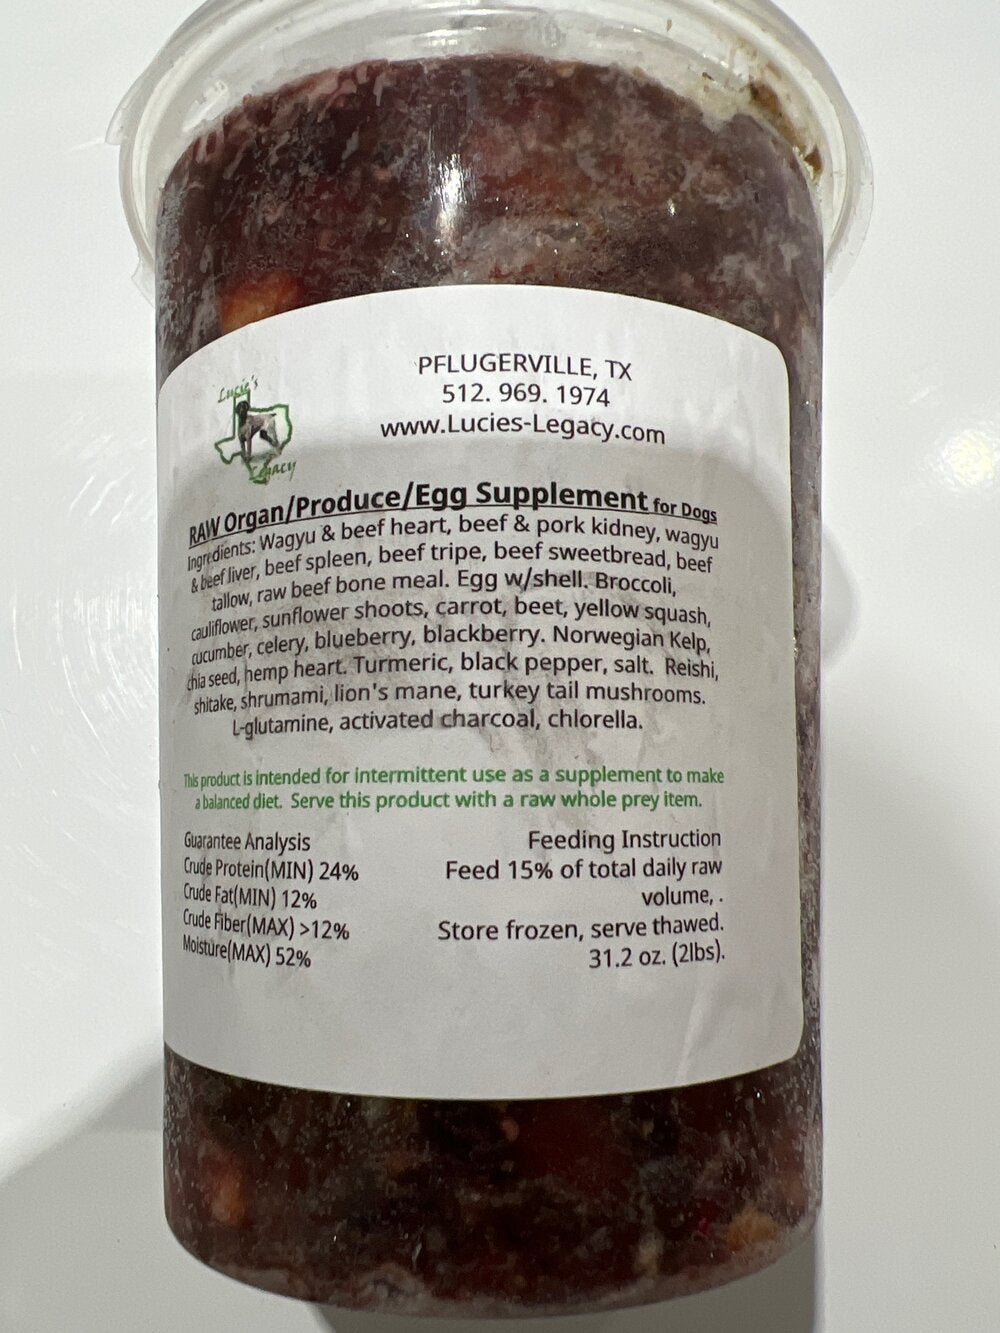 Lucie's
Legacy
PFLUGERVILLE, TX
512. 969. 1974
www.Lucies-Legacy.com
RAW Organ/Produce/Egg Supplement for Dogs
Ingredients: Wagyu & beef heart, beef & pork kidney, wagyu
& beef liver, beef spleen, beef tripe, beef sweetbread, beef
tallow, raw beef bone meal. Egg w/shell. Broccoli,
cauliflower, sunflower shoots, carrot, beet, yellow squash,
cucumber, celery, blueberry, blackberry. Norwegian Kelp,
chia seed, hemp heart. Turmeric, black pepper, salt. Reishi,
shitake, shrumami, lion's mane, turkey tail mushrooms.
L-glutamine, activated charcoal, chlorella.
This product is intended for intermittent use as a supplement to make
a balanced diet. Serve this product with a raw whole prey item.
Guarantee Analysis
Crude Protein(MIN) 24%
Crude Fat(MIN) 12%
Crude Fiber(MAX) >12%
Moisture(MAX) 52%
Feeding Instruction
Feed 15% of total daily raw
volume, .
Store frozen, serve thawed.
31.2 oz. (2lbs).